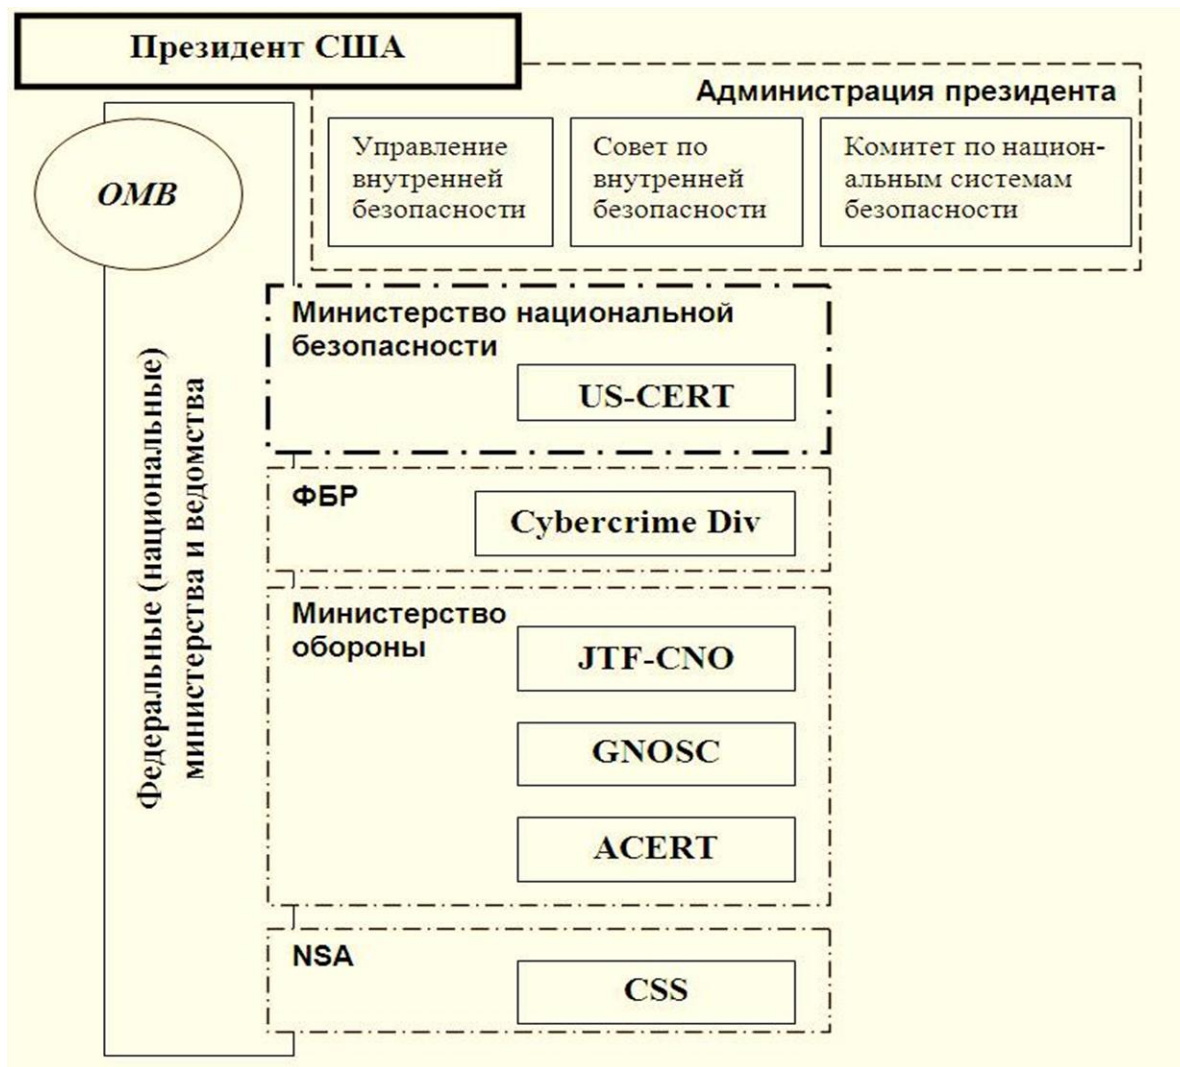 Президент США
Администрация президента
Управление
внутренней
безопасности
Совет по
внутренней
безопасности
Комитет по национ-
альным системам
безопасности
OMB
Федеральные (национальные)
министерства и ведомства
Министерство национальной
безопасности
US-CERT
ФБР
Cybercrime Div
Министерство
обороны
JTF-CNO
GNOSC
ACERT
NSA
CSS